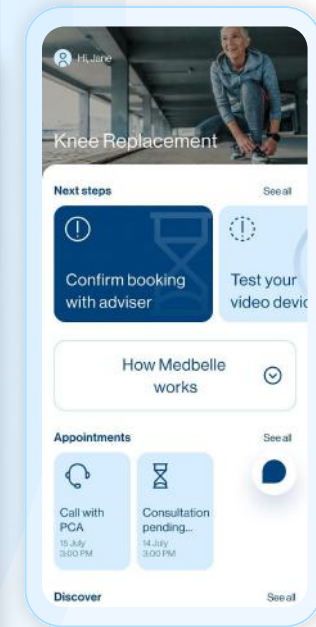 Hi, Jane
Knee Replacement
Next steps
See all
Confirm booking
with adviser
Test your
video devic
How Medbelle
works
Appointments
See all
Call with
PCA
15 July
3:00 PM
Consultation
pending...
14 July
3:00 PM
Discover
See all